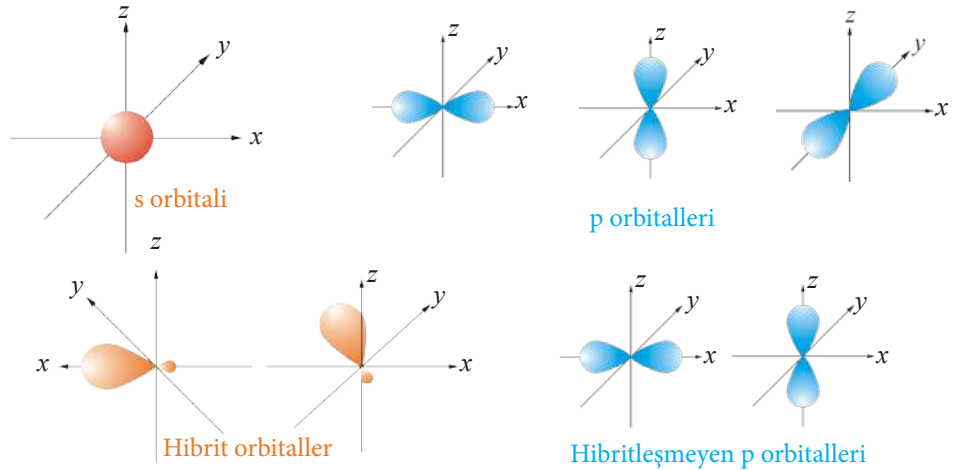 z
y
x
s orbitali
z
y
x
z
y
x
z
y
x
p orbitalleri
z
y
x
z
y
x
Hibrit orbitaller
z
y
x
z
y
x
Hibritleşmeyen p orbitalleri